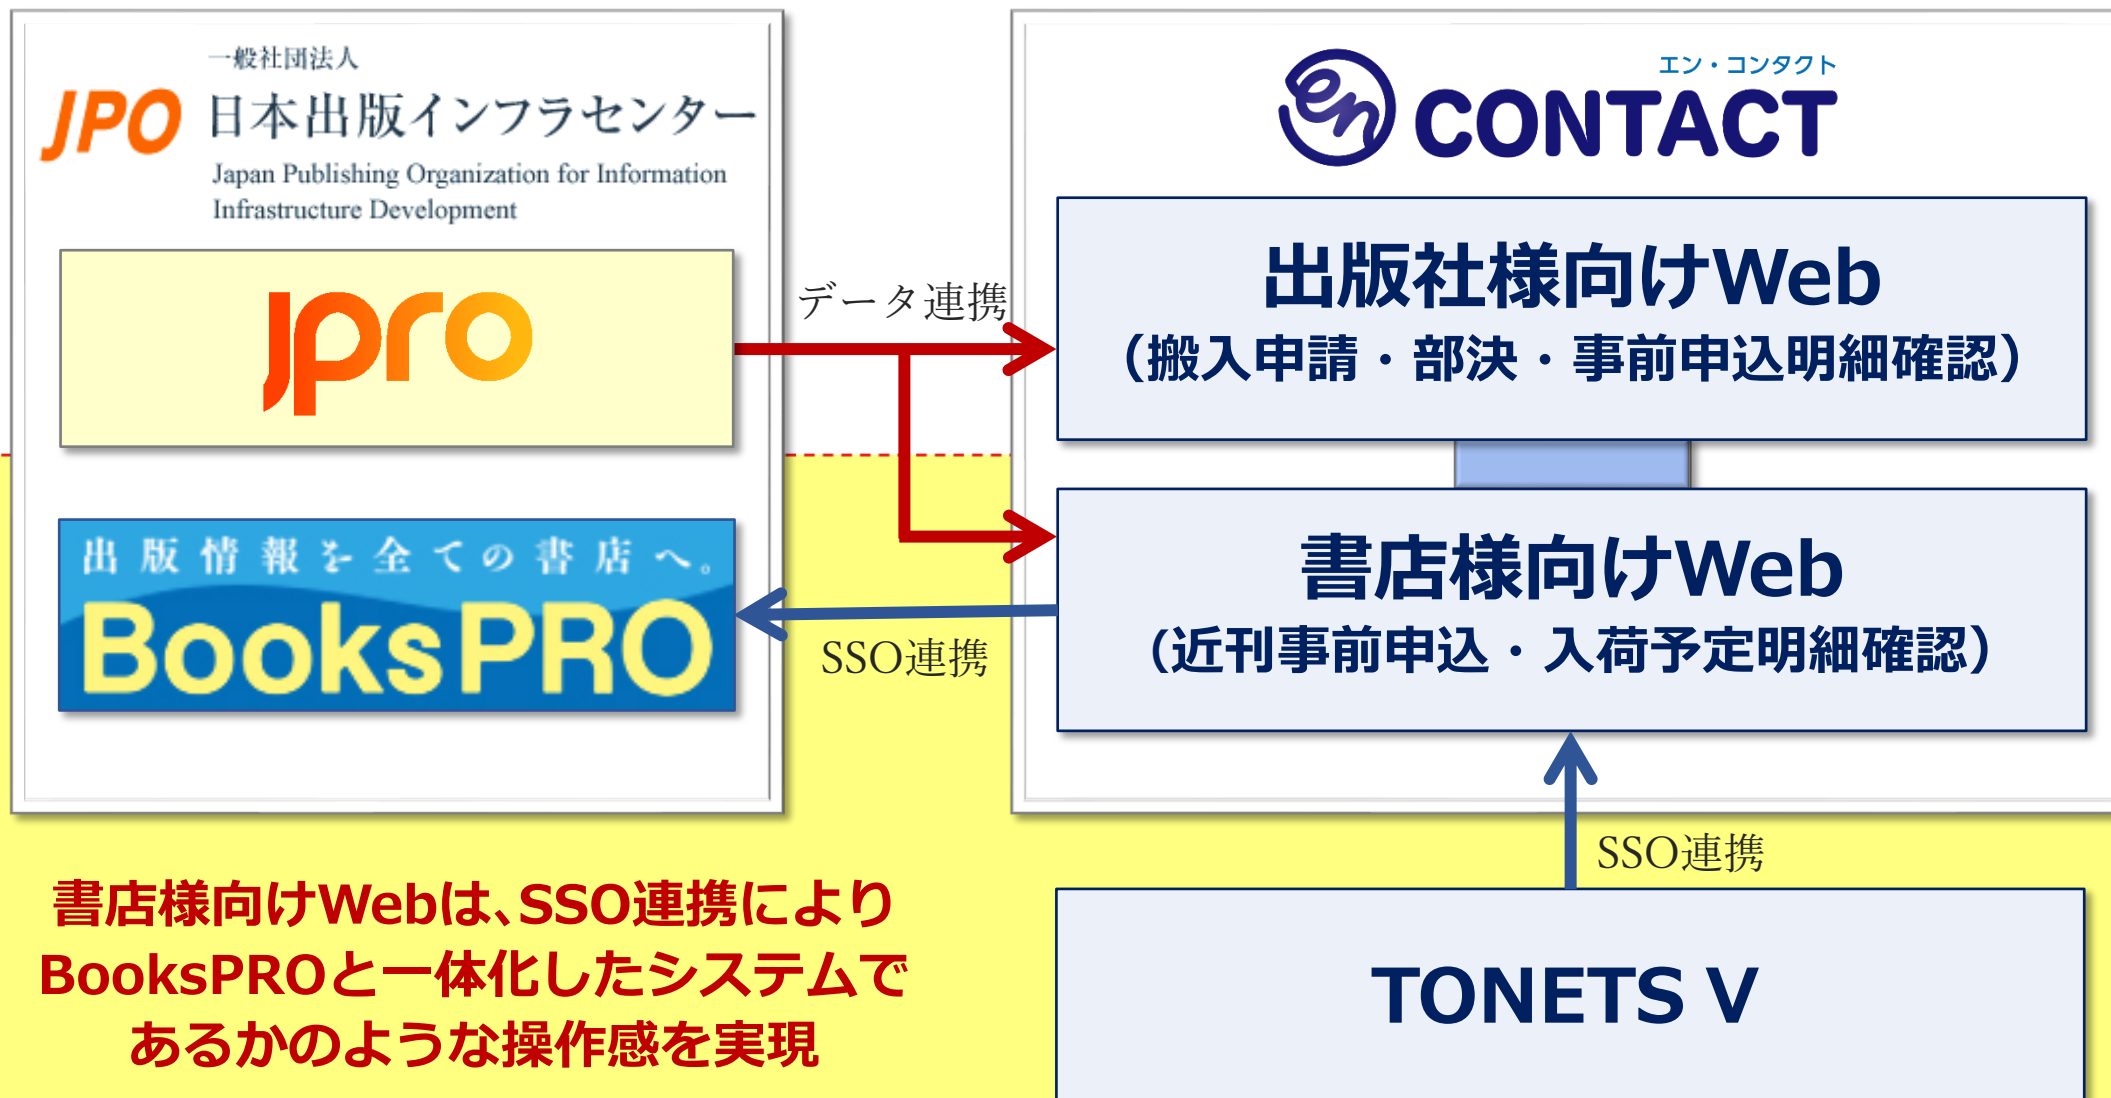 一般社団法人
JPO
日本出版インフラセンター
Japan Publishing Organization for Information
Infrastructure Development
jpro
出版情報を全ての書店へ。
BooksPRO
データ連携
SSO連携
エン・コンタクト
en CONTACT
出版社様向けWeb
（搬入申請・部決・事前申込明細確認）
書店様向けWeb
（近刊事前申込・入荷予定明細確認）
SSO連携
TONETS V
書店様向けWebは、SSO連携により
BooksPROと一体化したシステムで
あるかのような操作感を実現